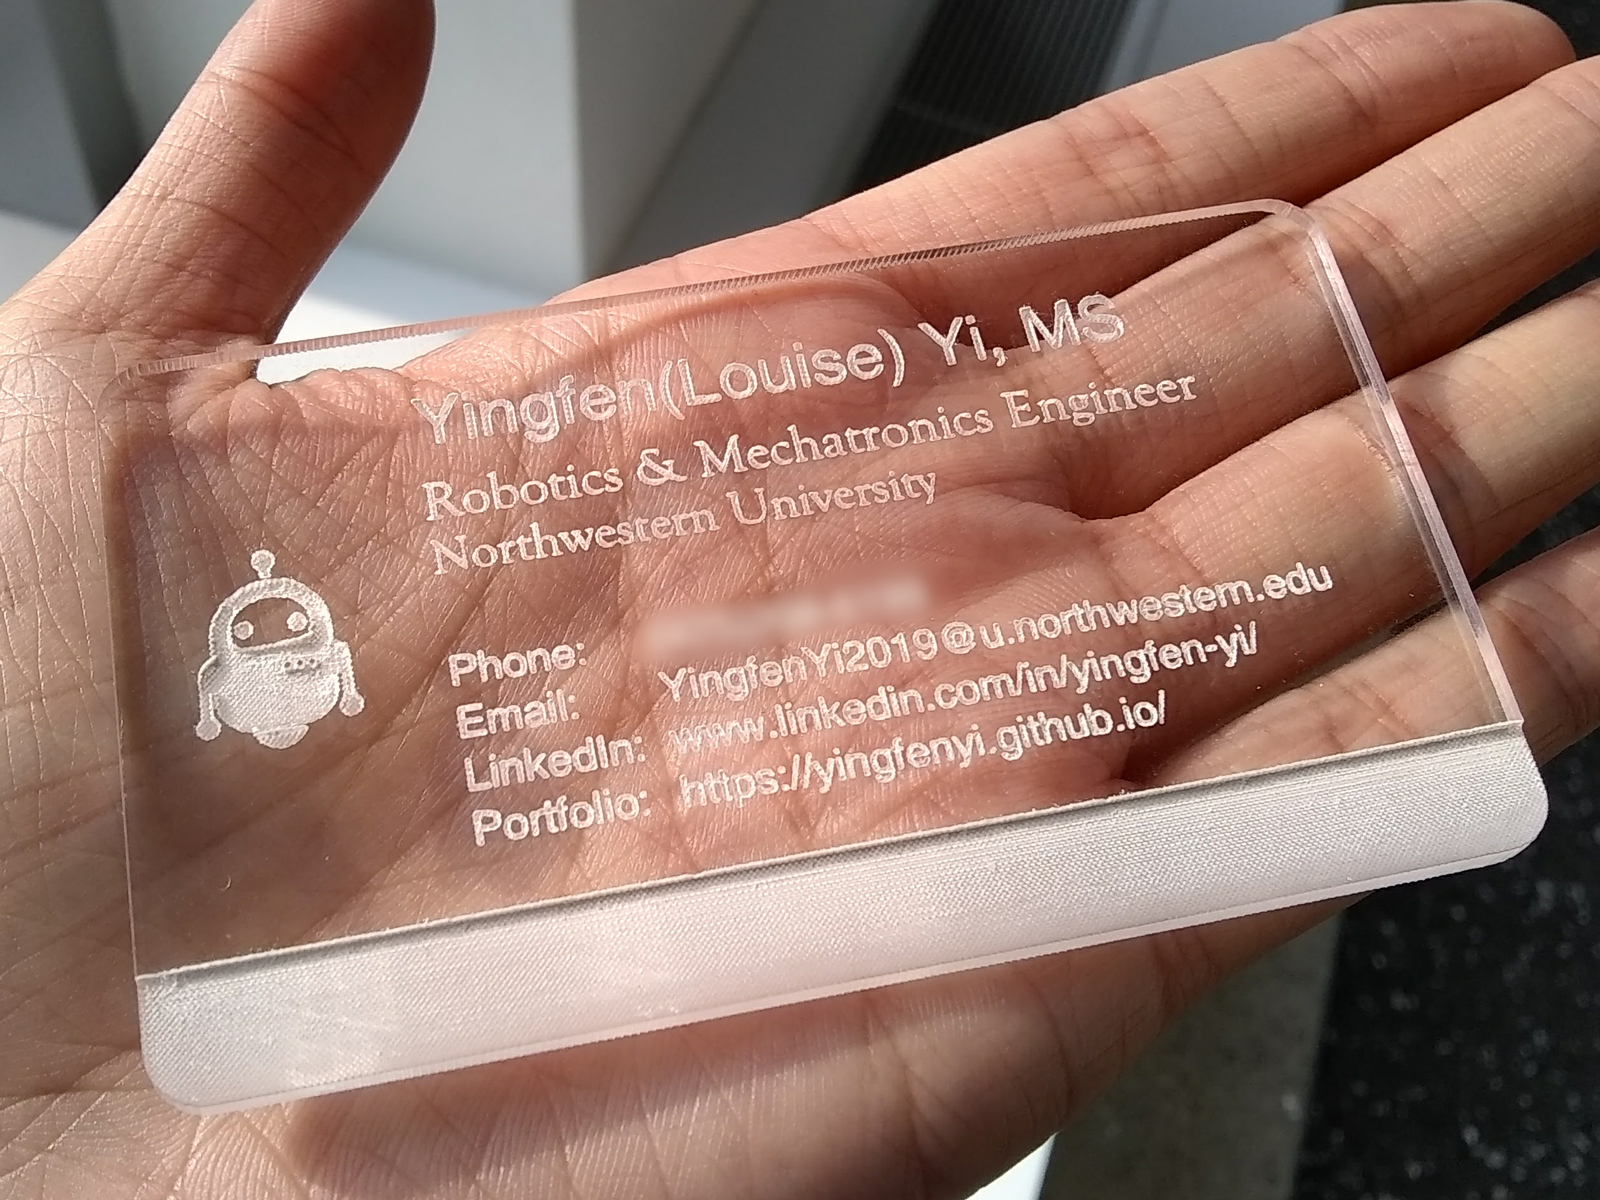 Yingfen(Louise) Yi, MS
Robotics & Mechatronics Engineer
Northwestern University
Phone:
Email: YingfenYi2019@u.northwestern.edu
LinkedIn: www.linkedin.com/in/yingfen-yi/
Portfolio: https://yingfenyi.github.io/